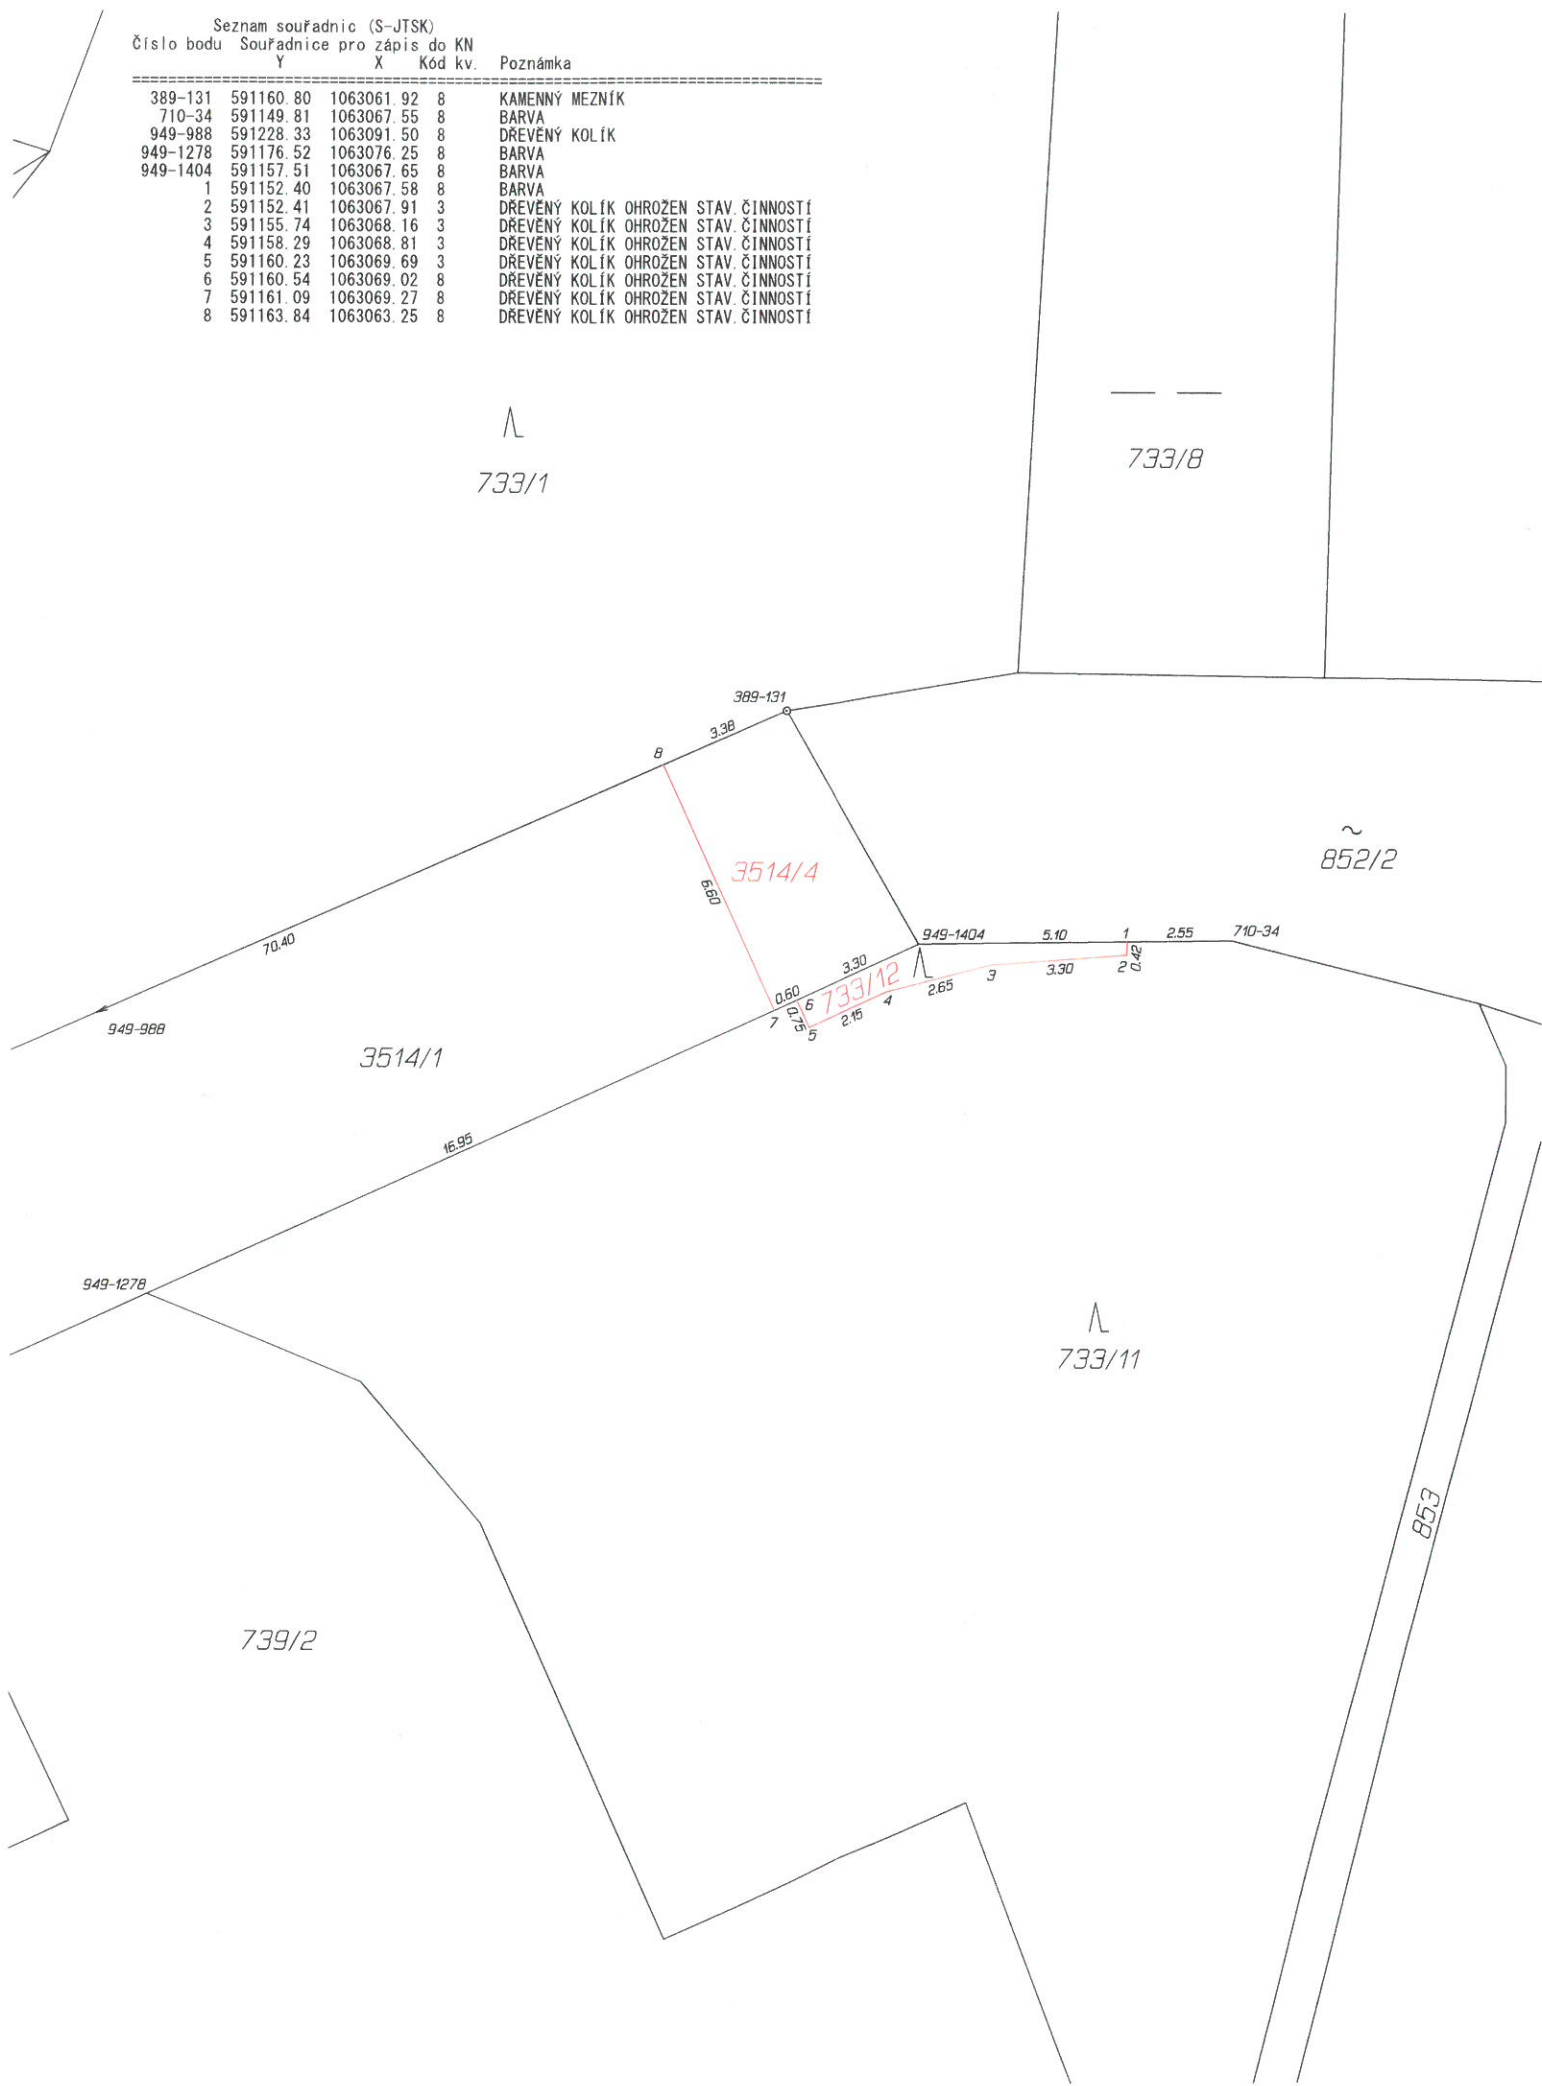 Seznam souřadnic (S-JTSK)
Číslo bodu Souřadnice pro zápis do KN
Y X Kód kv. Poznámka
==============================================================================
389-131 591160.80 1063061.92 8 KAMENNÝ MEZNÍK
710-34 591149.81 1063067.55 8 BARVA
949-988 591228.33 1063091.50 8 DŘEVĚNÝ KOLÍK
949-1278 591176.52 1063076.25 8 BARVA
949-1404 591157.51 1063067.65 8 BARVA
1 591152.40 1063067.58 8 BARVA
2 591152.41 1063067.91 3 DŘEVĚNÝ KOLÍK OHROŽEN STAV.ČINNOSTÍ
3 591155.74 1063068.16 3 DŘEVĚNÝ KOLÍK OHROŽEN STAV.ČINNOSTÍ
4 591158.29 1063068.81 3 DŘEVĚNÝ KOLÍK OHROŽEN STAV.ČINNOSTÍ
5 591160.23 1063069.69 3 DŘEVĚNÝ KOLÍK OHROŽEN STAV.ČINNOSTÍ
6 591160.54 1063069.02 8 DŘEVĚNÝ KOLÍK OHROŽEN STAV.ČINNOSTÍ
7 591161.09 1063069.27 8 DŘEVĚNÝ KOLÍK OHROŽEN STAV.ČINNOSTÍ
8 591163.84 1063063.25 8 DŘEVĚNÝ KOLÍK OHROŽEN STAV.ČINNOSTÍ
733/8
733/1
389-131
3.38
8
~
852/2
3514/4
6.60
70.40
949-1404
5.10
1
2.55
710-34
0.42
2
3.30
3
2.65
4
3.30
733/12
0.60
6
7
0.75
5
2.15
949-988
3514/1
16.95
949-1278
733/11
853
739/2